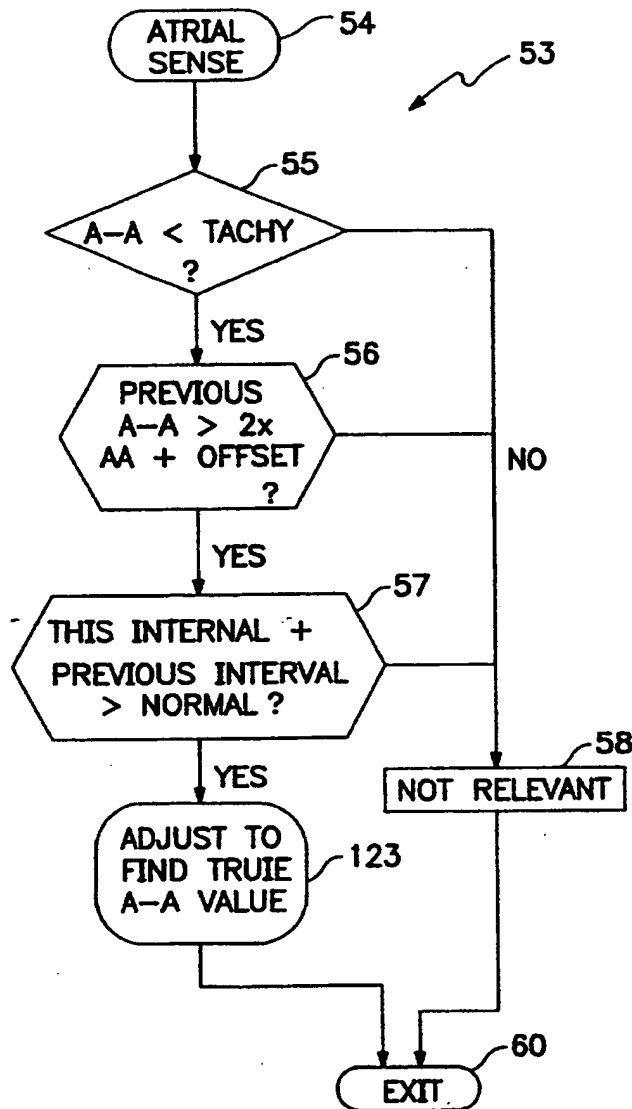 ATRIAL
SENSE
54
53
55
A-A < TACHY
?
YES
56
PREVIOUS
A-A > 2x
AA + OFFSET
?
NO
YES
57
THIS INTERNAL +
PREVIOUS INTERVAL
> NORMAL ?
YES
58
NOT RELEVANT
ADJUST TO
FIND TRUIE
A-A VALUE
123
60
EXIT